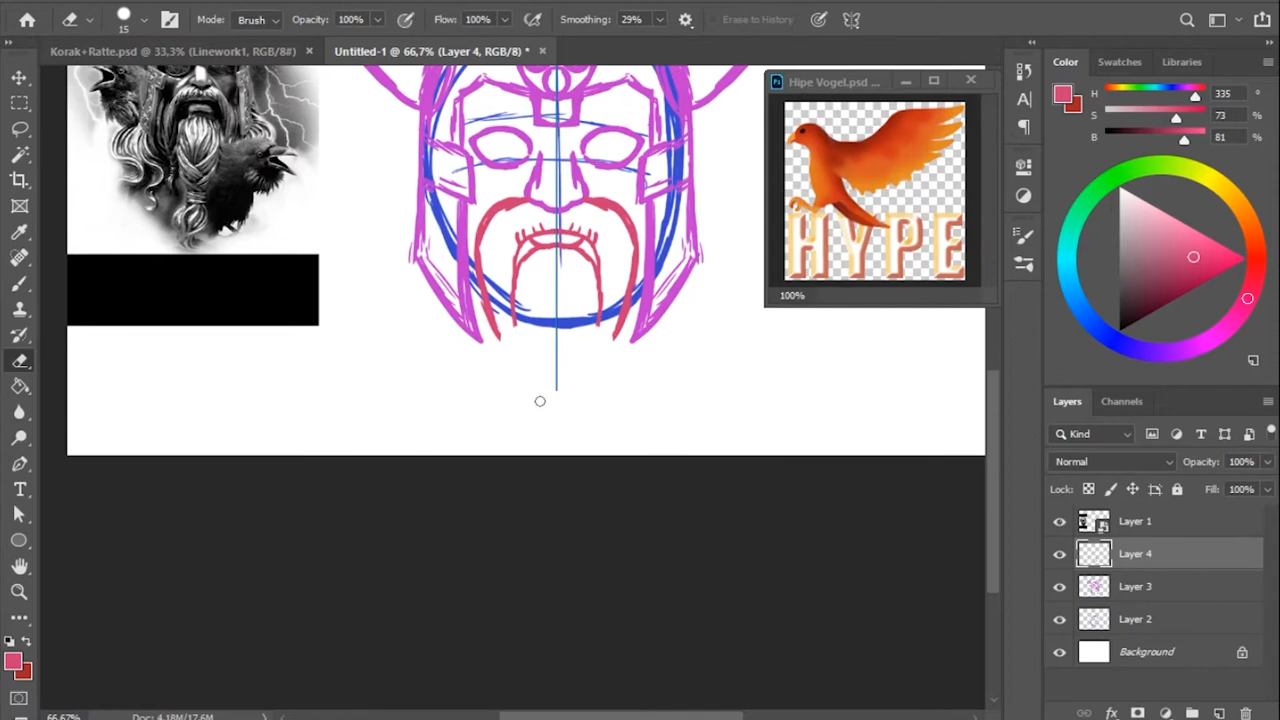 15 Mode: Brush Opacity: 100% Flow: 100% Smoothing: 29% Erase to History
Korak+Ratte.psd @ 33,3% (Linework1, RGB/8#) × Untitled-1 @ 66,7% (Layer 4, RGB/8) * ×
Hipe Vogel.psd ...
HYPE
100%
Color Swatches Libraries
H 335 °
S 73 %
B 81 %
Layers Channels
Kind
Normal Opacity: 100%
Lock: Fill: 100%
Layer 1
Layer 4
Layer 3
Layer 2
Background
fx
66,67% Doc: 4,18M/17,6M